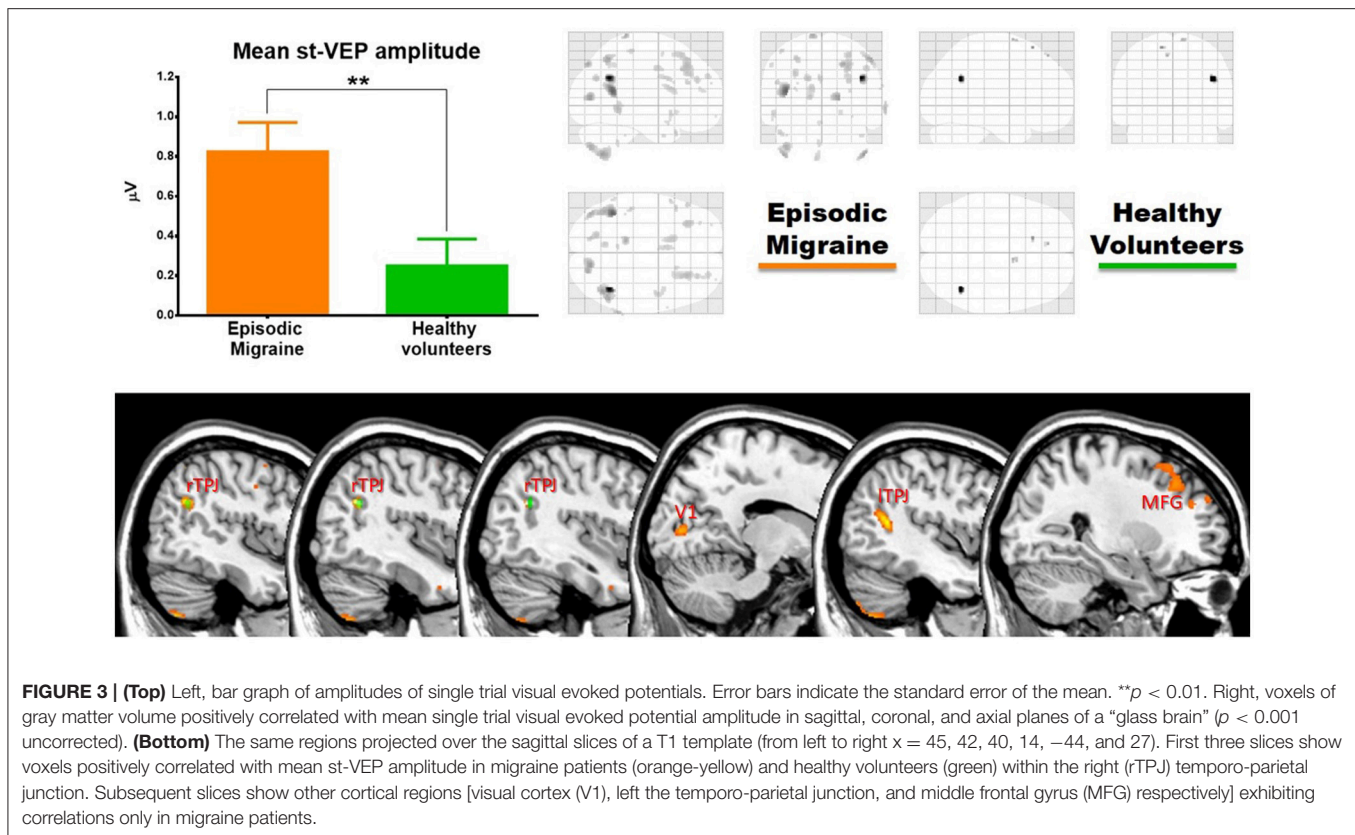 Mean st-VEP amplitude
**
1.2
1.0
0.8
0.6
0.4
0.2
0.0
µV
Episodic
Migraine
Healthy
volunteers
Episodic
Migraine
Healthy
Volunteers
rTPJ
rTPJ
rTPJ
V1
lTPJ
MFG
FIGURE 3 | (Top) Left, bar graph of amplitudes of single trial visual evoked potentials. Error bars indicate the standard error of the mean. **p < 0.01. Right, voxels of
gray matter volume positively correlated with mean single trial visual evoked potential amplitude in sagittal, coronal, and axial planes of a “glass brain” (p < 0.001
uncorrected). (Bottom) The same regions projected over the sagittal slices of a T1 template (from left to right x = 45, 42, 40, 14, −44, and 27). First three slices show
voxels positively correlated with mean st-VEP amplitude in migraine patients (orange-yellow) and healthy volunteers (green) within the right (rTPJ) temporo-parietal
junction. Subsequent slices show other cortical regions [visual cortex (V1), left the temporo-parietal junction, and middle frontal gyrus (MFG) respectively] exhibiting
correlations only in migraine patients.